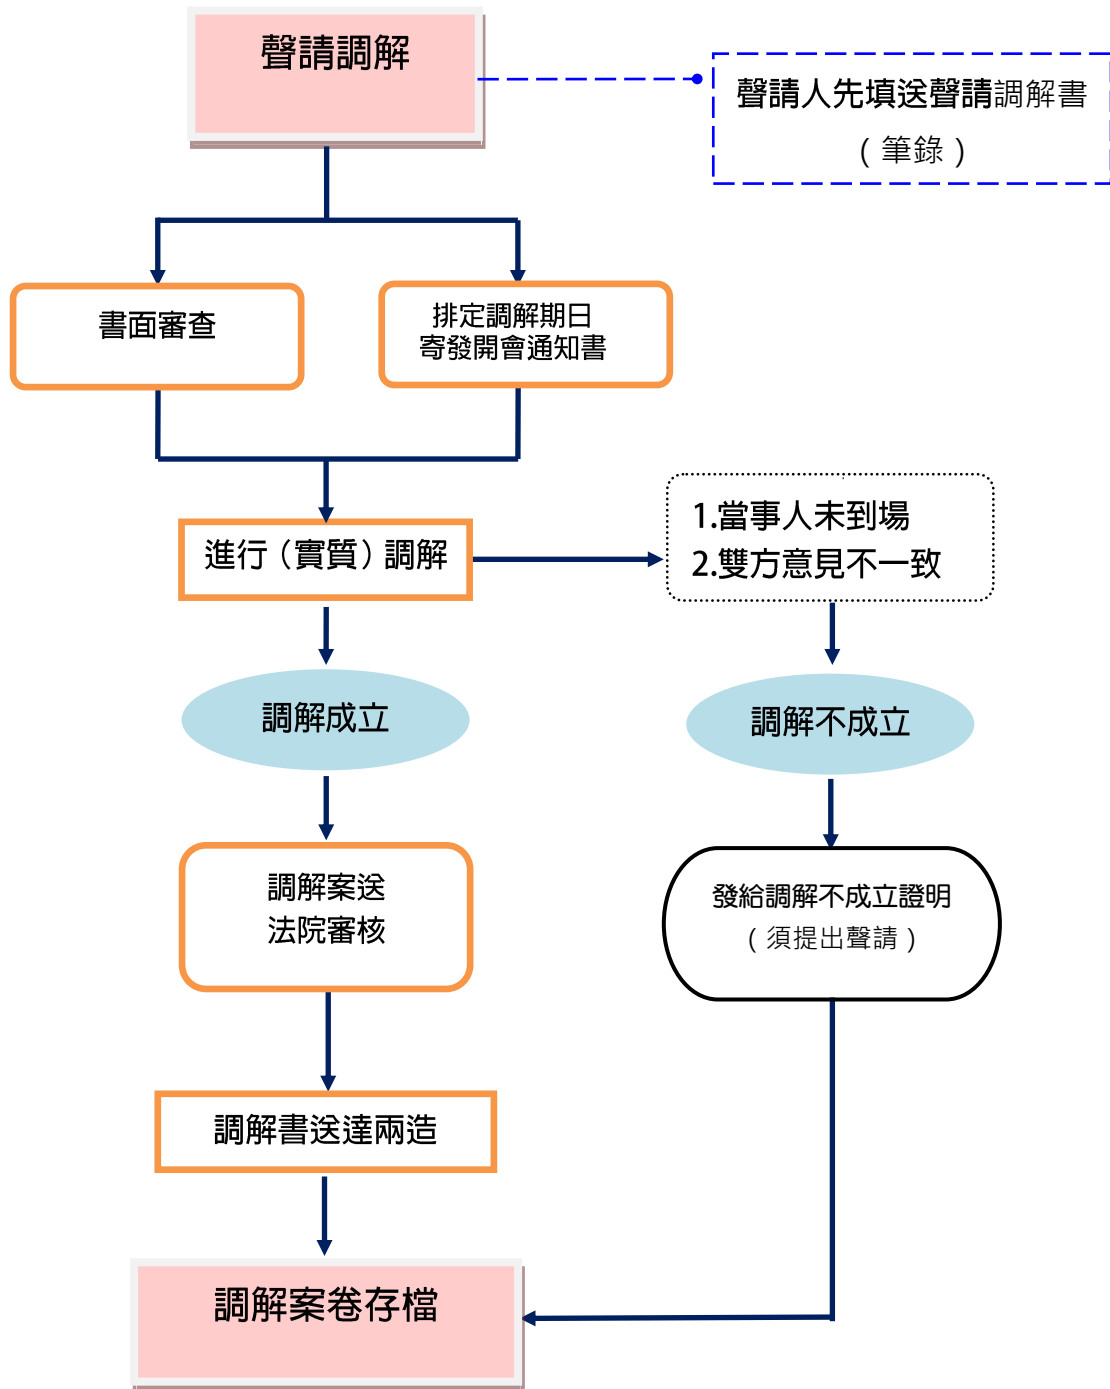 聲請調解
聲請人先填送聲請調解書
（筆錄）
書面審查
排定調解期日
寄發開會通知書
進行（實質）調解
1.當事人未到場
2.雙方意見不一致
調解成立
調解不成立
調解案送
法院審核
發給調解不成立證明
（須提出聲請）
調解書送達兩造
調解案卷存檔